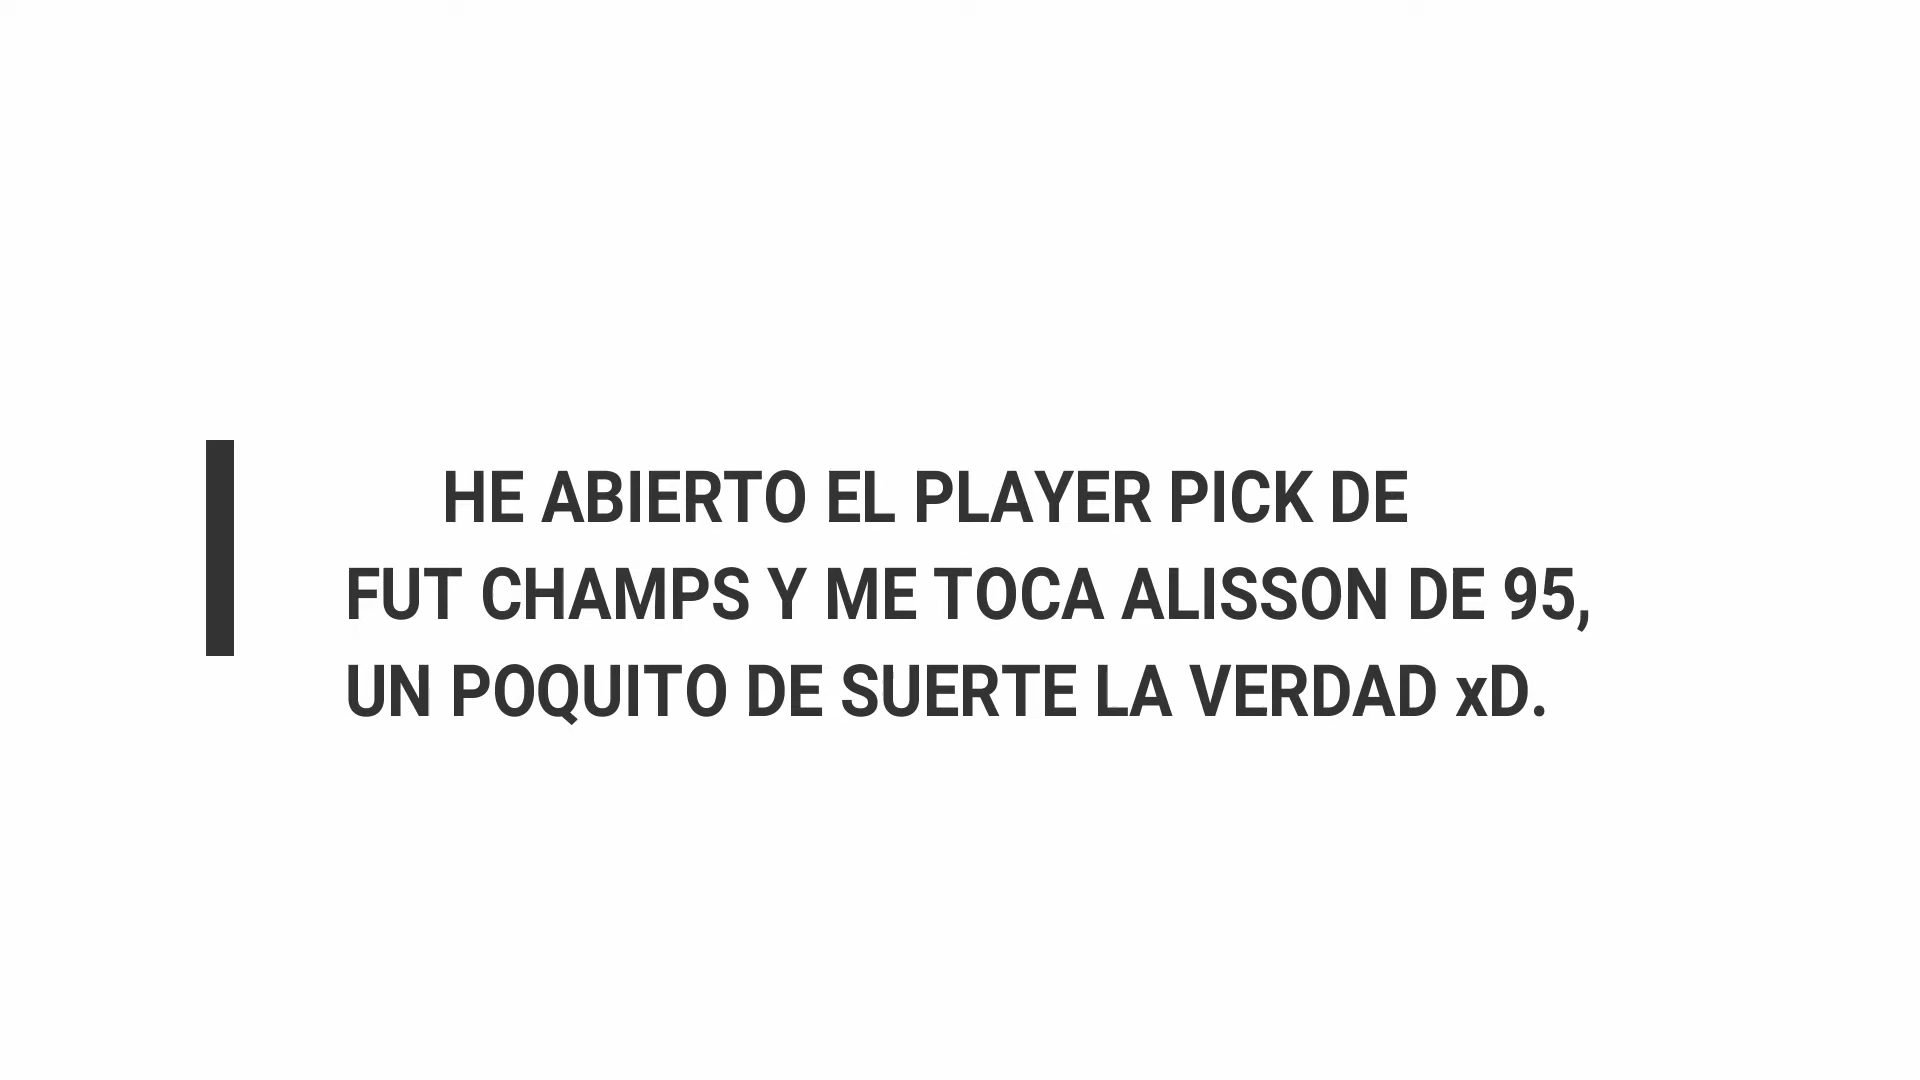 HE ABIERTO EL PLAYER PICK DE
FUT CHAMPS Y ME TOCA ALISSON DE 95,
UN POQUITO DE SUERTE LA VERDAD xD.